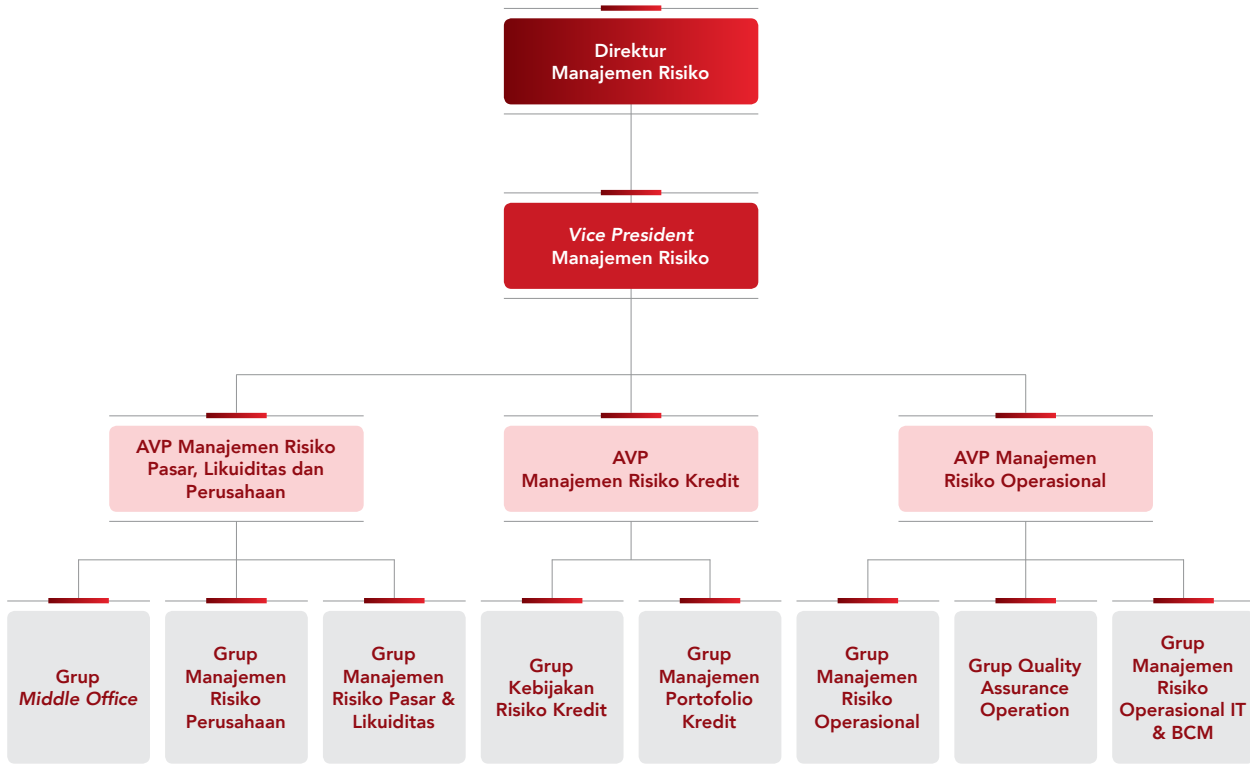 Direktur
Manajemen Risiko
Vice President
Manajemen Risiko
AVP Manajemen Risiko
Pasar, Likuiditas dan
Perusahaan
AVP
Manajemen Risiko Kredit
AVP Manajemen
Risiko Operasional
Grup
Middle Office
Grup
Manajemen
Risiko
Perusahaan
Grup
Manajemen
Risiko Pasar &
Likuiditas
Grup
Kebijakan
Risiko Kredit
Grup
Manajemen
Portofolio
Kredit
Grup
Manajemen
Risiko
Operasional
Grup Quality
Assurance
Operation
Grup
Manajemen
Risiko
Operasional IT
& BCM